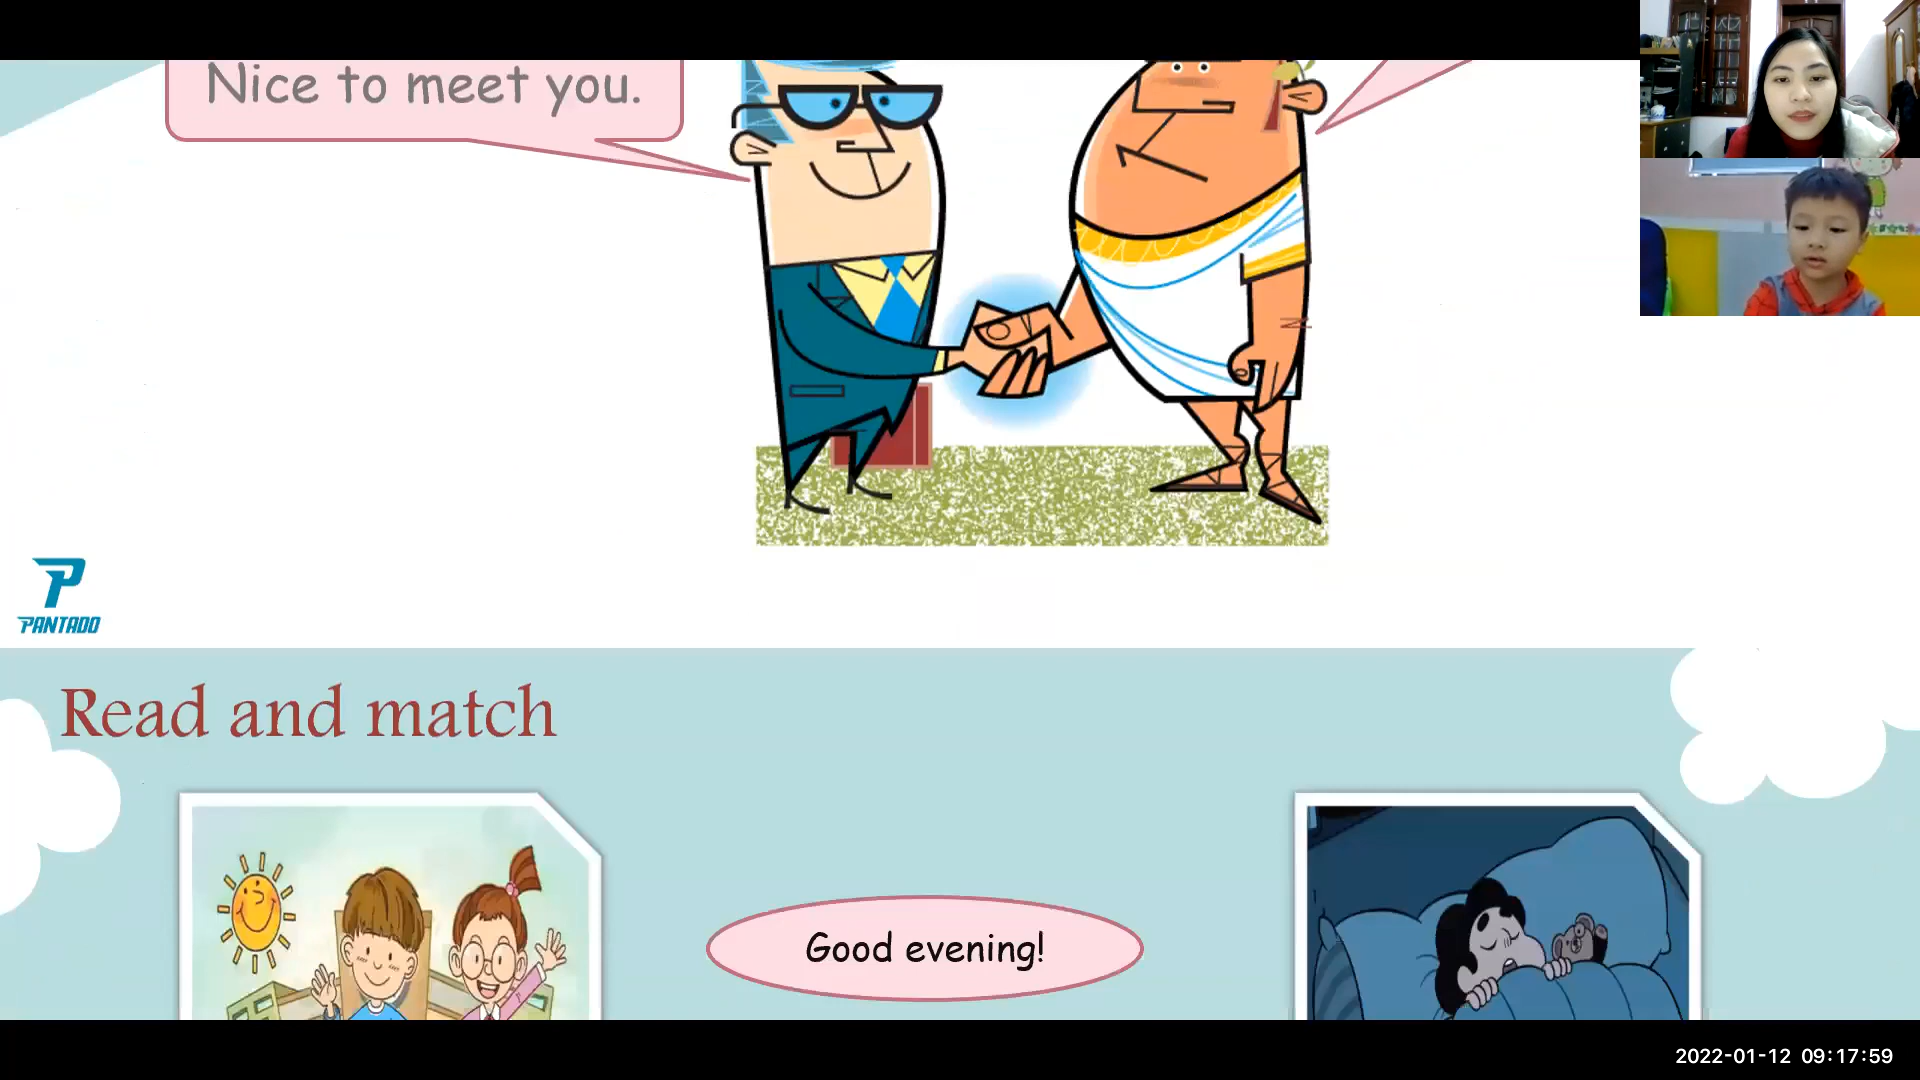 Nice to meet you.
PANTADO
Read and match
Good evening!
2022-01-12 09:17:59